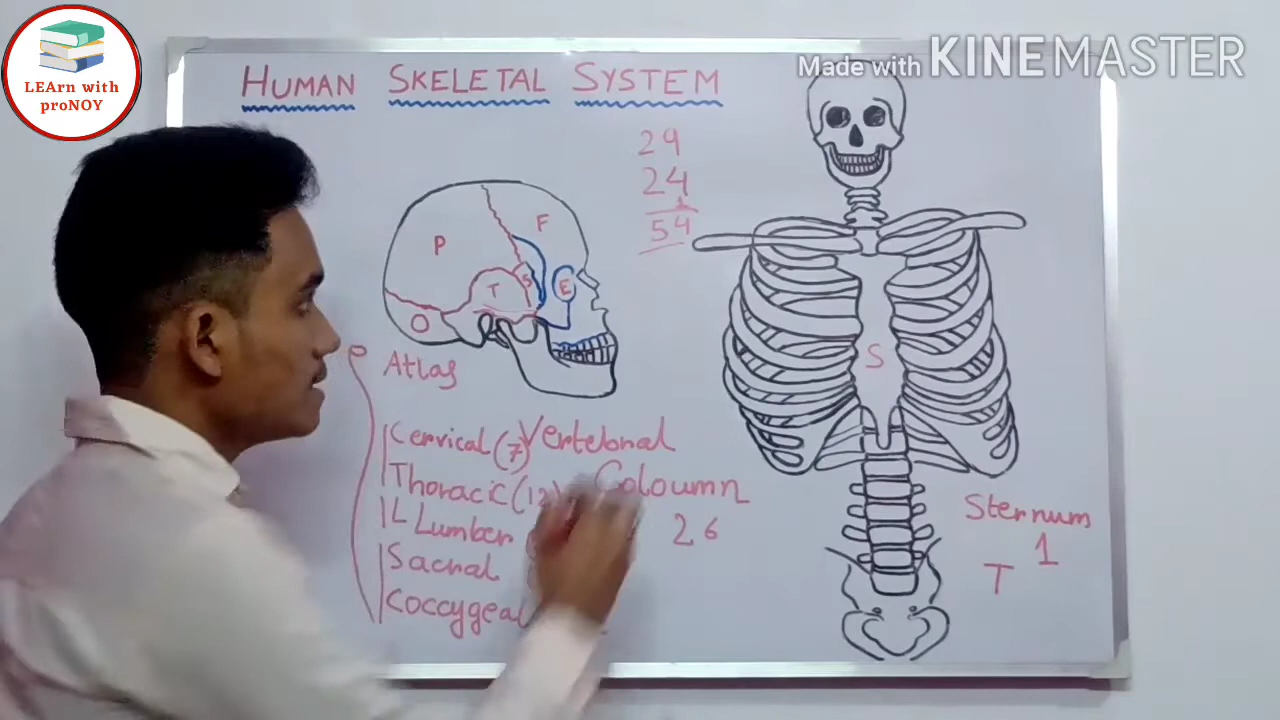 LEArn with
proNOY
Made with KINEMASTER
HUMAN SKELETAL SYSTEM
29
24
1
54
P
F
T
S
E
O
Atlas
Cervical (7)
Thoracic (12)
L Lumber
Sacral
Coccygeal
Vertebral
Coloumn
26
S
Sternum
1
T